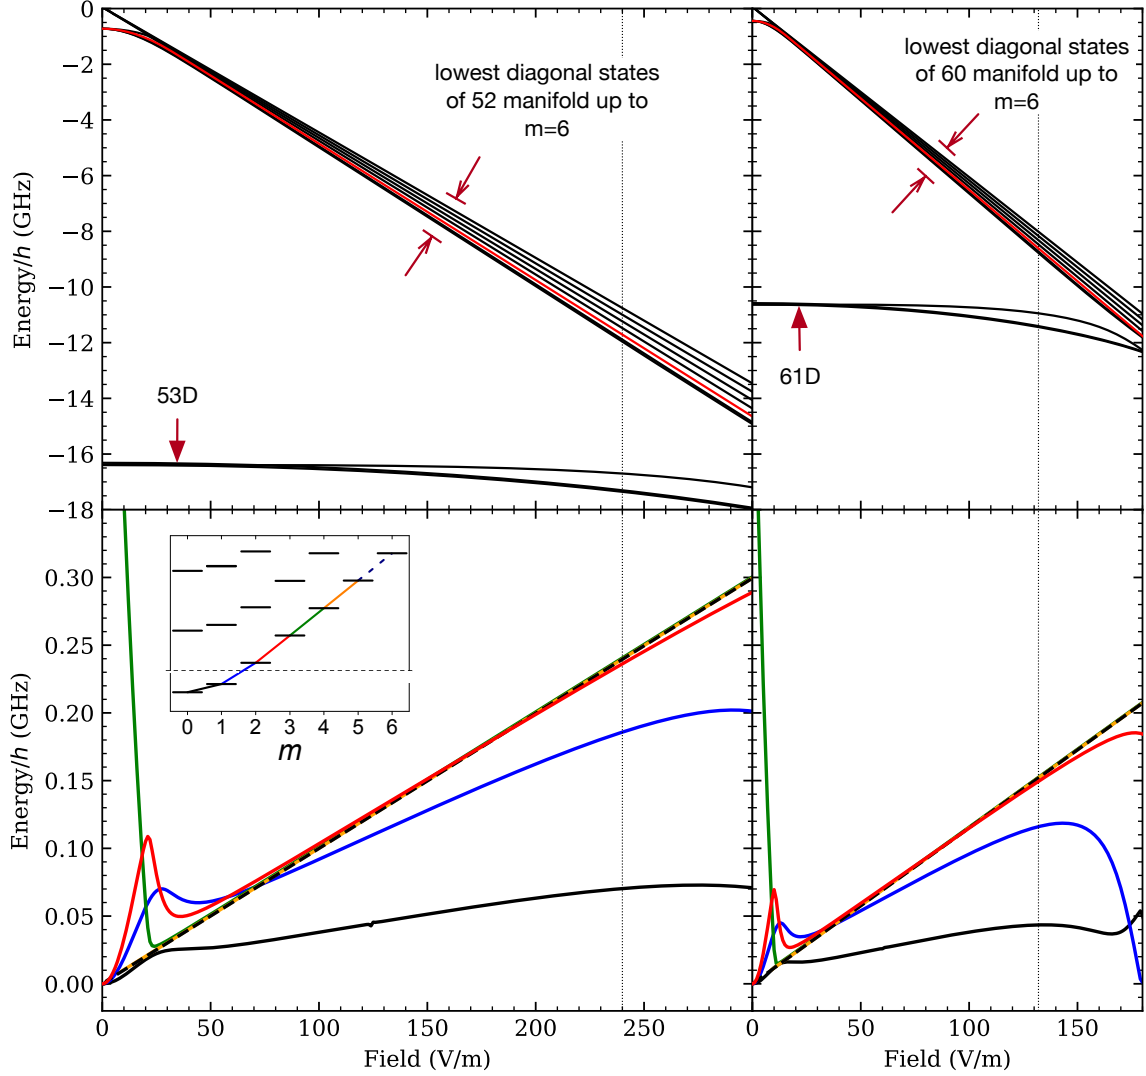 0
−2
−4
−6
−8
−10
−12
−14
−16
−18
Energy/h (GHz)
lowest diagonal states
of 52 manifold up to
m=6
53D
lowest diagonal states
of 60 manifold up to
m=6
61D
0.30
0.25
0.20
0.15
0.10
0.05
0.00
Energy/h (GHz)
0 1 2 3 4 5 6
m
0 50 100 150 200 250
Field (V/m)
0 50 100 150
Field (V/m)